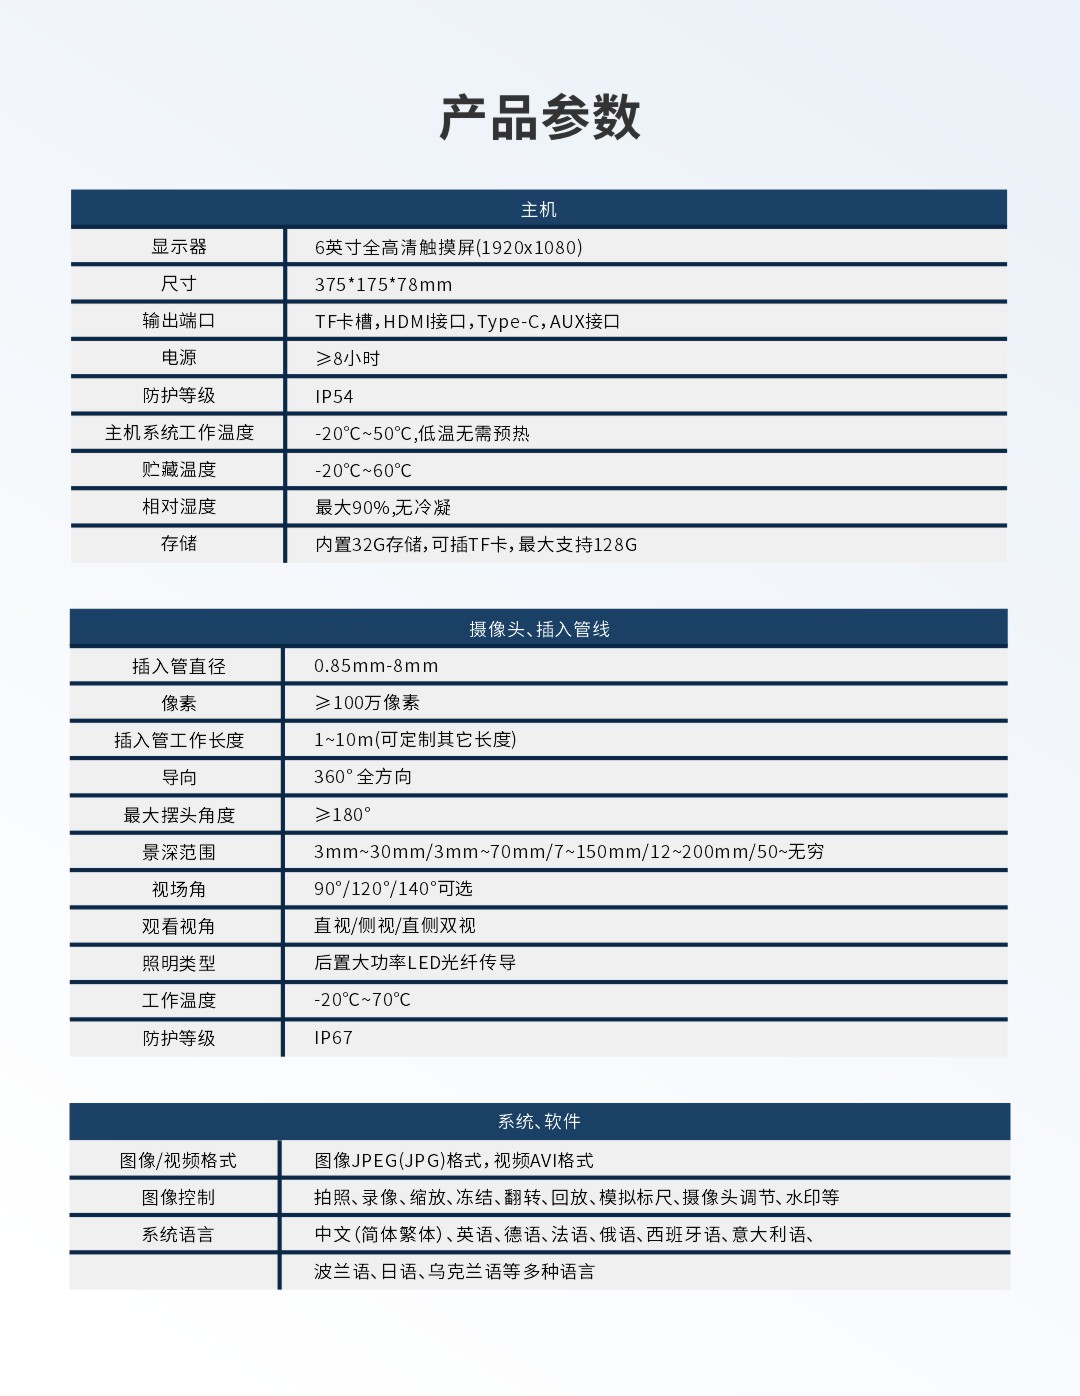 产品参数
主机
显示器 6英寸全高清触摸屏(1920x1080)
尺寸 375*175*78mm
输出端口 TF卡槽,HDMI接口,Type-C,AUX接口
电源 ≥8小时
防护等级 IP54
主机系统工作温度 -20℃~50℃,低温无需预热
贮藏温度 -20℃~60℃
相对湿度 最大90%,无冷凝
存储 内置32G存储,可插TF卡,最大支持128G
摄像头、插入管线
插入管直径 0.85mm-8mm
像素 ≥100万像素
插入管工作长度 1~10m(可定制其它长度)
导向 360°全方向
最大摆头角度 ≥180°
景深范围 3mm~30mm/3mm~70mm/7~150mm/12~200mm/50~无穷
视场角 90°/120°/140°可选
观看视角 直视/侧视/直侧双视
照明类型 后置大功率LED光纤传导
工作温度 -20℃~70℃
防护等级 IP67
系统、软件
图像/视频格式 图像JPEG(JPG)格式,视频AVI格式
图像控制 拍照、录像、缩放、冻结、翻转、回放、模拟标尺、摄像头调节、水印等
系统语言 中文(简体繁体)、英语、德语、法语、俄语、西班牙语、意大利语、
波兰语、日语、乌克兰语等多种语言